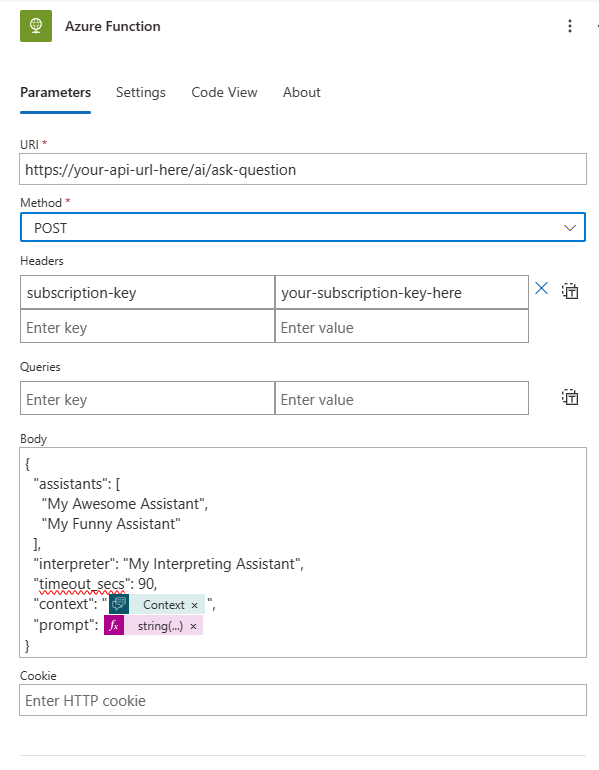 Azure Function
Parameters Settings Code View About
URI *
https://your-api-url-here/ai/ask-question
Method *
POST
Headers
subscription-key your-subscription-key-here
Enter key Enter value
Queries
Enter key Enter value
Body
{
"assistants": [
"My Awesome Assistant",
"My Funny Assistant"
],
"interpreter": "My Interpreting Assistant",
"timeout_secs": 90,
"context": " Context × ",
"prompt": fx string(...) ×
}
Cookie
Enter HTTP cookie